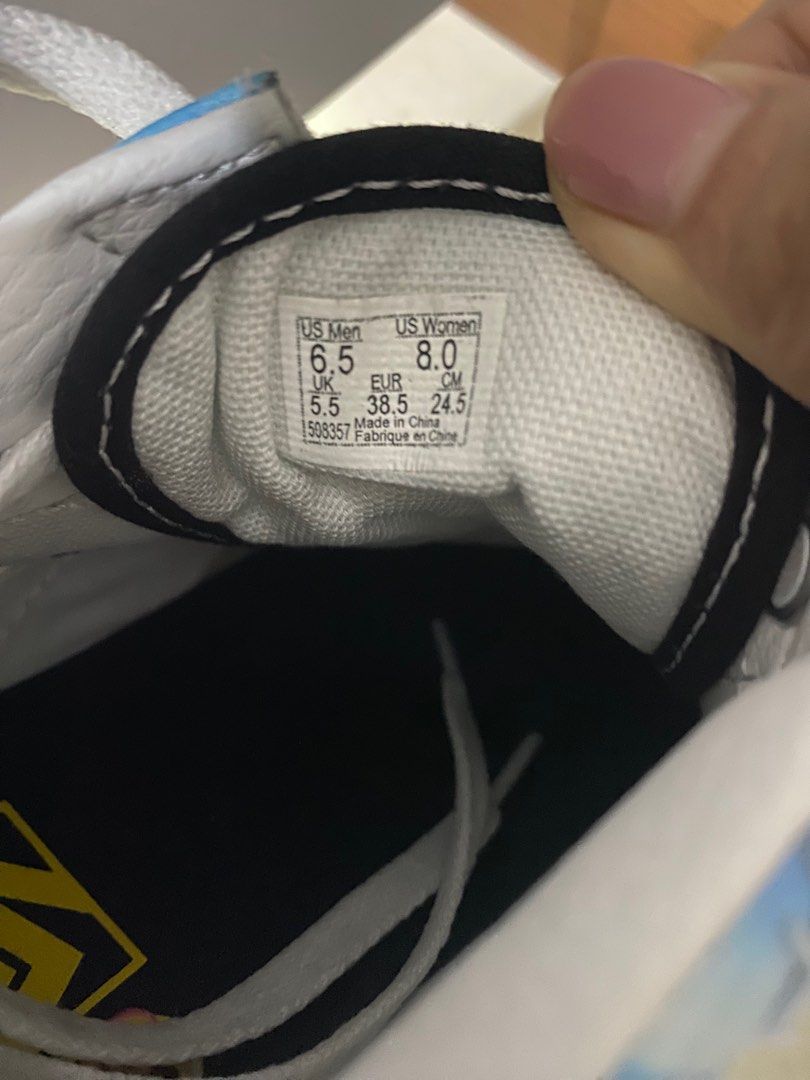 US Men US Women
6.5 8.0
UK EUR CM
5.5 38.5 24.5
508357 Made in China
Fabrique en Chine